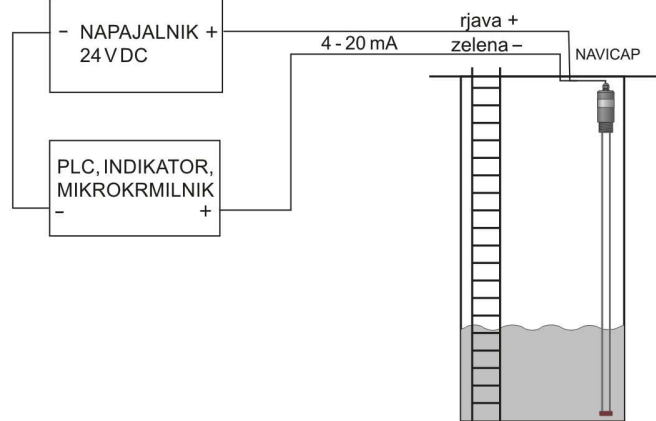 - NAPAJALNIK +
24 V DC
rjava +
4 - 20 mA
zelena –
NAVICAP
PLC, INDIKATOR,
MIKROKRMILNIK
- +